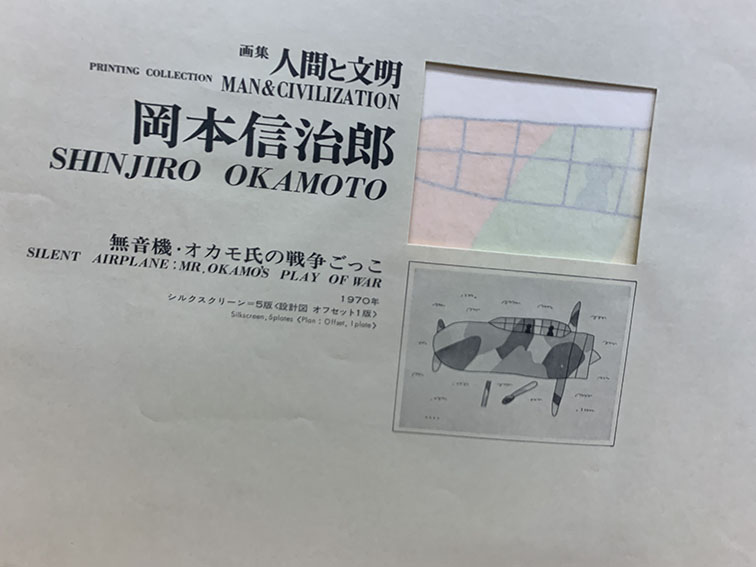 画集 人間と文明
PRINTING COLLECTION MAN&CIVILIZATION
岡本信治郎
SHINJIRO OKAMOTO
無音機・オカモ氏の戦争ごっこ
SILENT AIRPLANE : MR. OKAMO'S PLAY OF WAR
1970年
シルクスクリーン=5版〈設計図 オフセット1版〉
Silkscreen, 5plates 〈Plan : Offset, 1plate〉